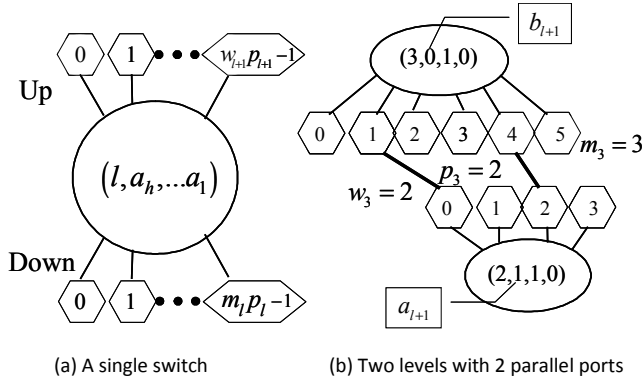 0 1 ••• w_{l+1}p_{l+1}−1
Up
(l,a_h,...a_1)
Down
0 1 ••• m_l p_l −1
(a) A single switch
b_{l+1}
(3,0,1,0)
0 1 2 3 4 5
m_3 = 3
p_3 = 2
w_3 = 2
0 1 2 3
(2,1,1,0)
a_{l+1}
(b) Two levels with 2 parallel ports